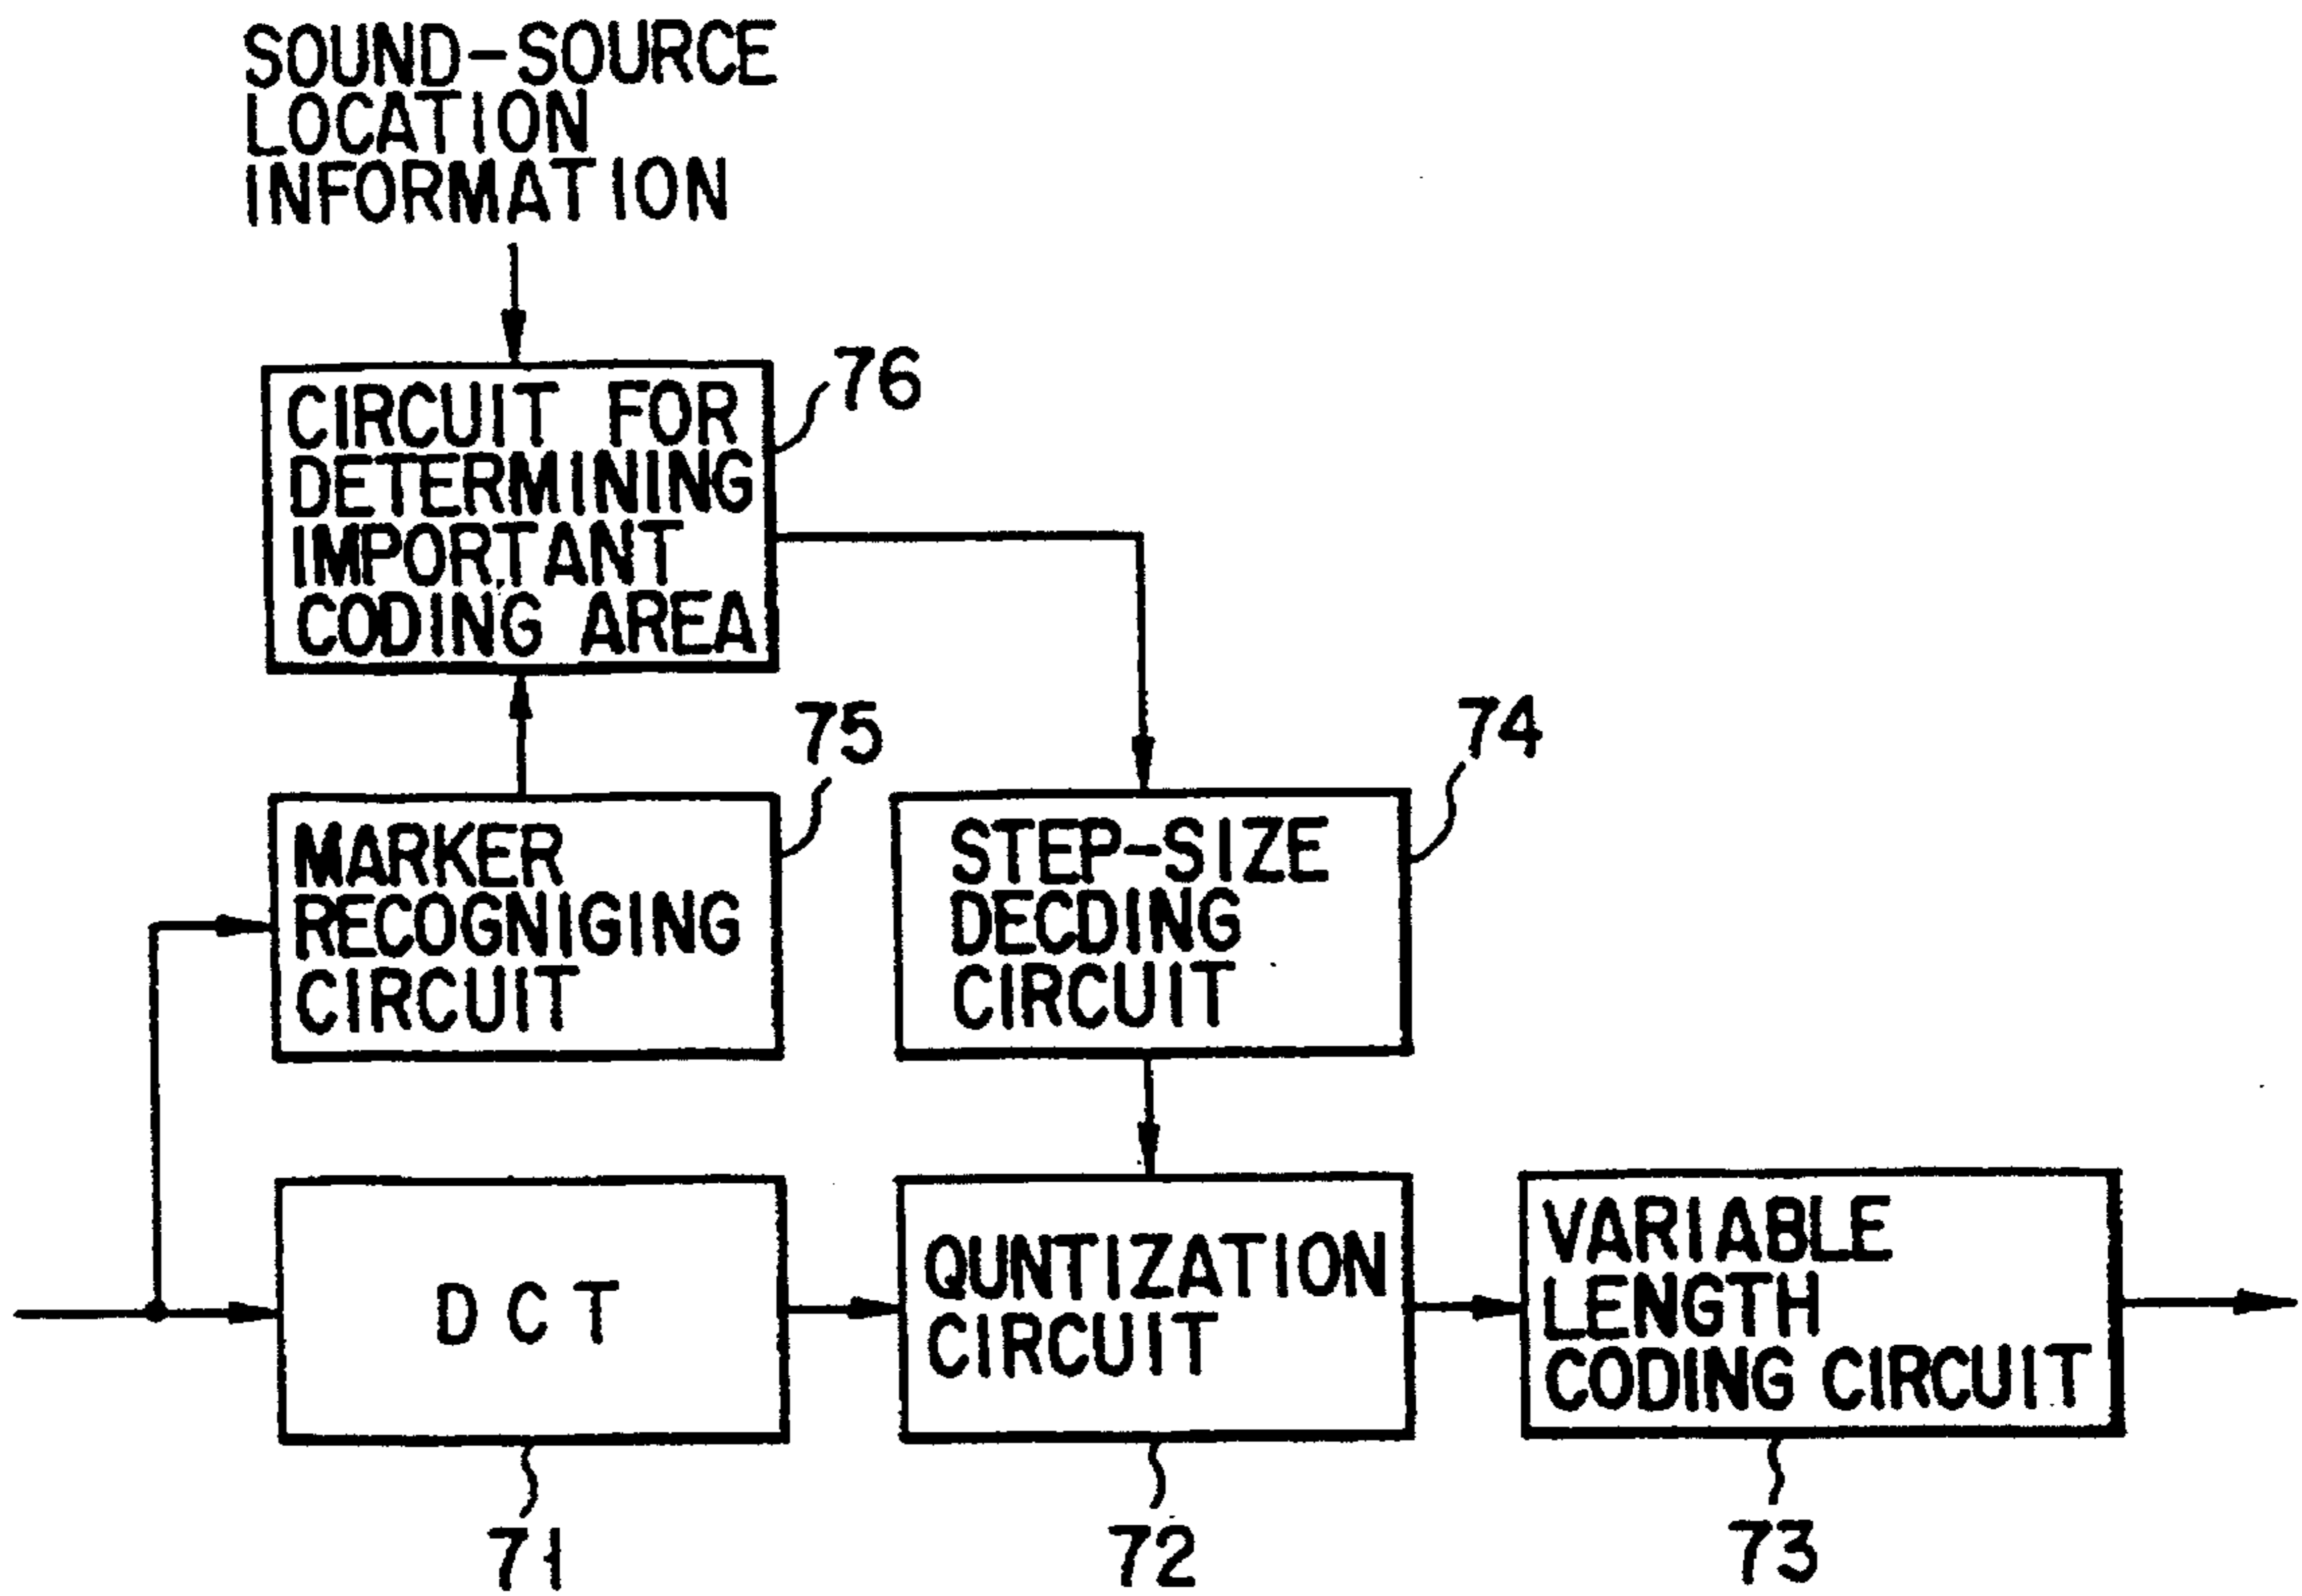 SOUND-SOURCE
LOCATION
INFORMATION
76
CIRCUIT FOR
DETERMINING
IMPORTANT
CODING AREA
75
74
MARKER
RECOGNIGING
CIRCUIT
STEP-SIZE
DECDING
CIRCUIT
D C T
QUNTIZATION
CIRCUIT
VARIABLE
LENGTH
CODING CIRCUIT
71
72
73